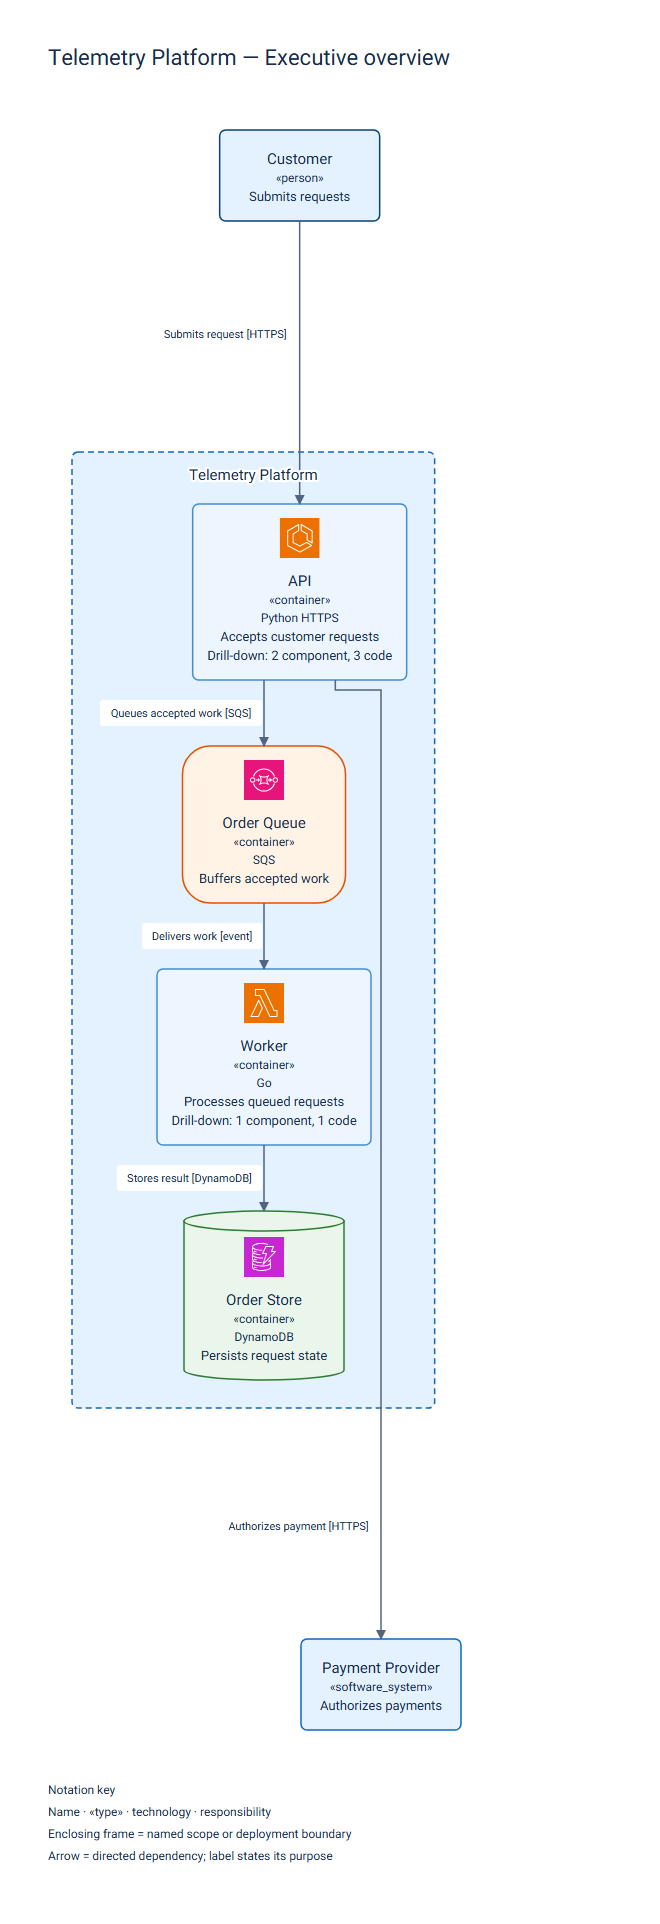 Telemetry Platform — Executive overview
Customer
«person»
Submits requests
Submits request [HTTPS]
Telemetry Platform
API
«container»
Python HTTPS
Accepts customer requests
Drill-down: 2 component, 3 code
Queues accepted work [SQS]
Order Queue
«container»
SQS
Buffers accepted work
Delivers work [event]
Worker
«container»
Go
Processes queued requests
Drill-down: 1 component, 1 code
Stores result [DynamoDB]
Order Store
«container»
DynamoDB
Persists request state
Authorizes payment [HTTPS]
Payment Provider
«software_system»
Authorizes payments
Notation key
Name · «type» · technology · responsibility
Enclosing frame = named scope or deployment boundary
Arrow = directed dependency; label states its purpose